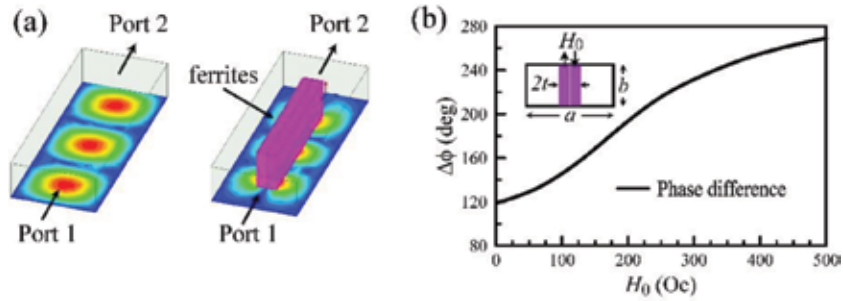 (a)
Port 2
Port 2
ferrites
Port 1
Port 1
(b)
280
240
200
160
120
80
Δϕ (deg)
H₀
2t
b
a
Phase difference
0 100 200 300 400 500
H₀ (Oc)